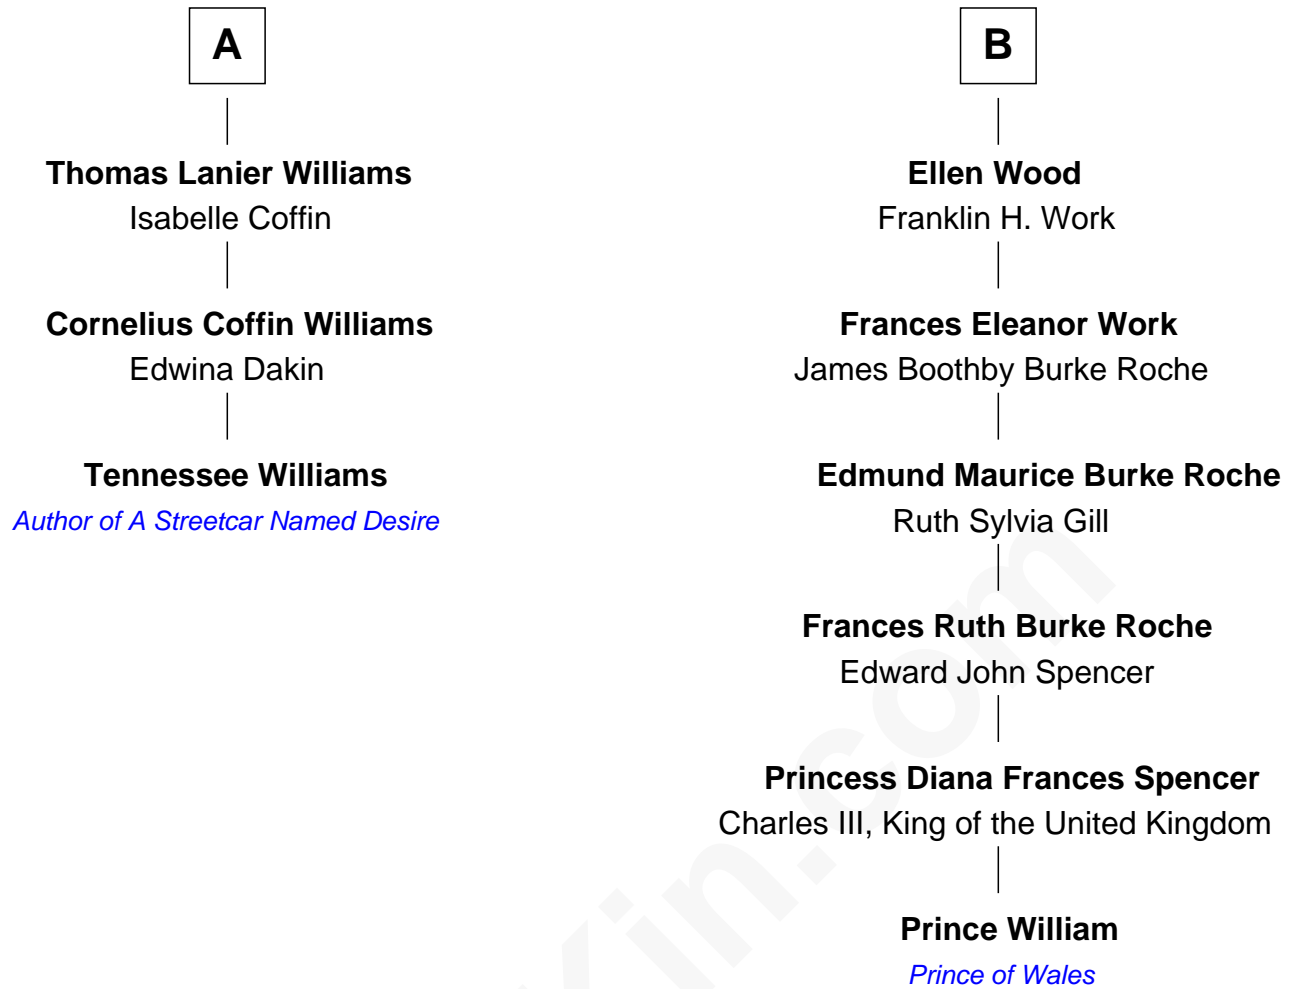 A
Thomas Lanier Williams
Isabelle Coffin
Cornelius Coffin Williams
Edwina Dakin
Tennessee Williams
Author of A Streetcar Named Desire
B
Ellen Wood
Franklin H. Work
Frances Eleanor Work
James Boothby Burke Roche
Edmund Maurice Burke Roche
Ruth Sylvia Gill
Frances Ruth Burke Roche
Edward John Spencer
Princess Diana Frances Spencer
Charles III, King of the United Kingdom
Prince William
Prince of Wales
Kin.com